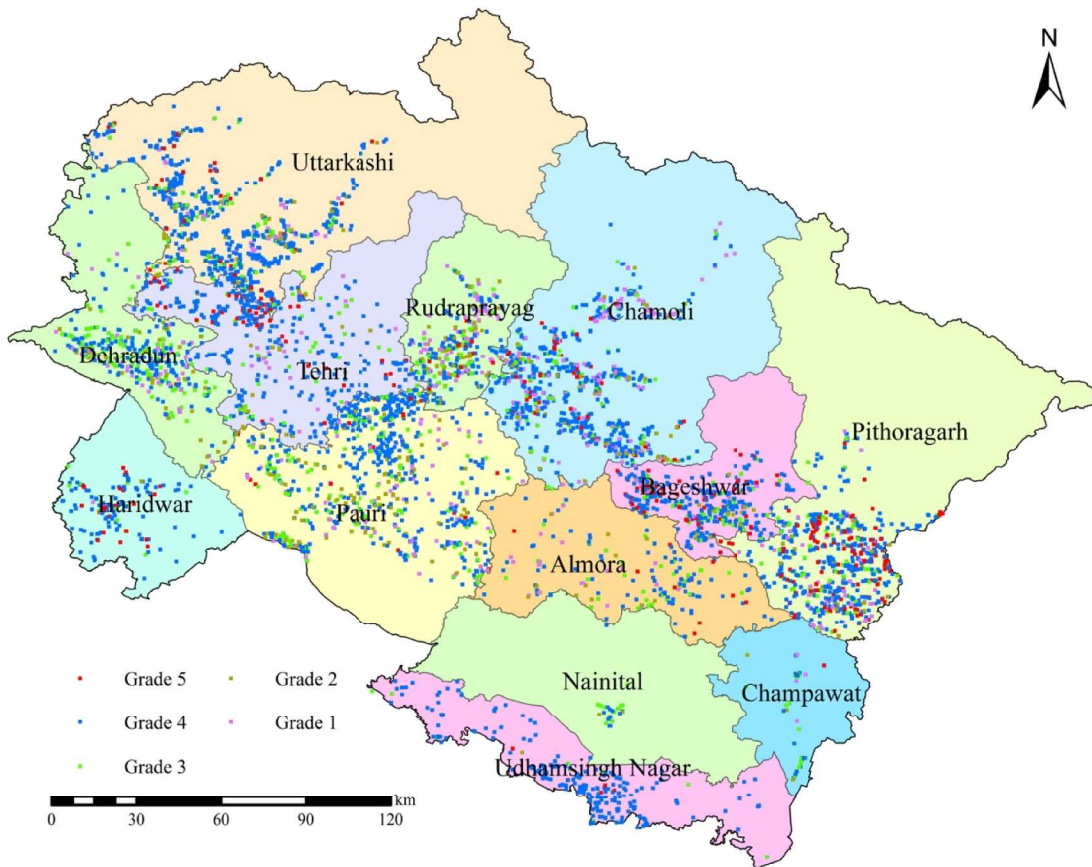 N
Uttarkashi
Rudraprayag
Chamoli
Dehradun
Tehri
Pithoragarh
Bageshwar
Haridwar
Pauri
Almora
Nainital
Champawat
Udhamsingh Nagar
Grade 5
Grade 2
Grade 4
Grade 1
Grade 3
km
0 30 60 90 120